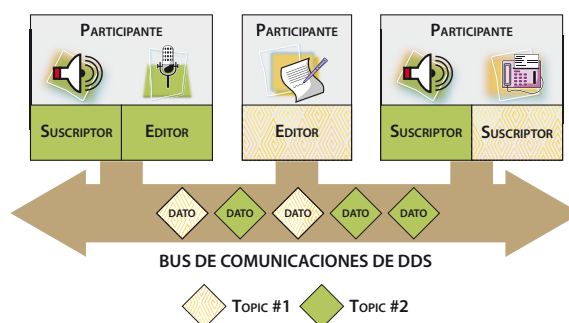 Participante Participante Participante
Suscriptor Editor Editor Suscriptor Suscriptor
DATO DATO DATO DATO DATO
BUS DE COMUNICACIONES DE DDS
Topic #1 Topic #2